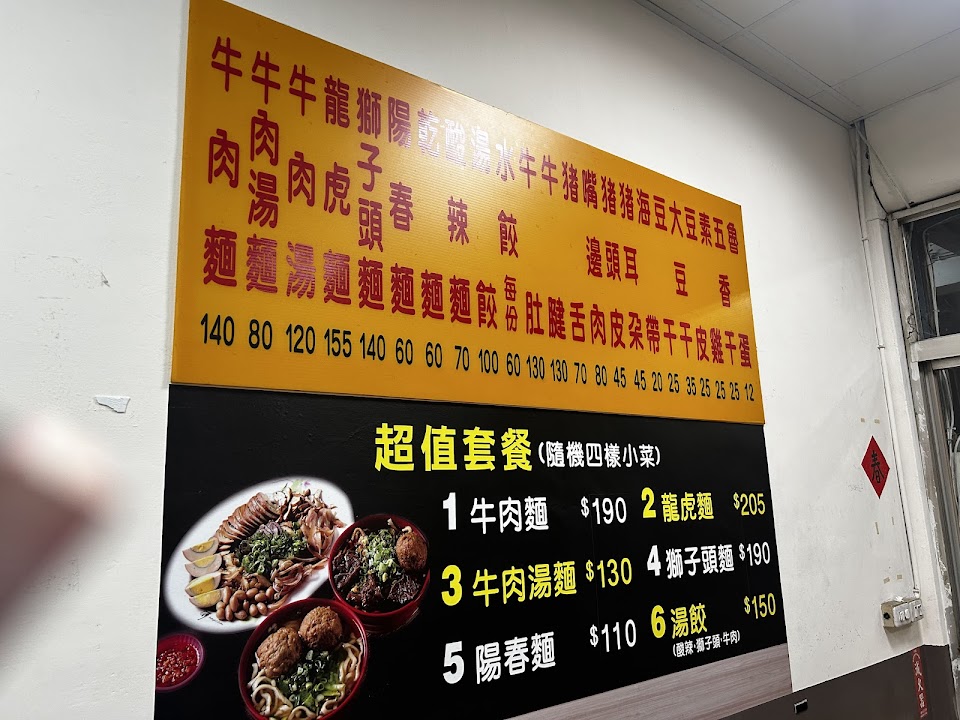 牛肉麵 140
牛肉湯麵 80
牛肉湯 120
龍虎麵 155
獅子頭麵 140
陽春麵 60
乾麵 60
酸辣麵 70
湯餃 100
水餃每份 60
牛肚 130
牛腱 130
豬舌 70
嘴邊肉 80
豬頭皮 45
豬耳朵 45
海帶 20
豆干 25
大豆干 35
豆皮 25
素雞 25
五香干 25
魯蛋 12
超值套餐(隨機四樣小菜)
1 牛肉麵 $190
2 龍虎麵 $205
3 牛肉湯麵 $130
4 獅子頭麵 $190
5 陽春麵 $110
6 湯餃 $150
(酸辣·獅子頭·牛肉)
春
滅火器